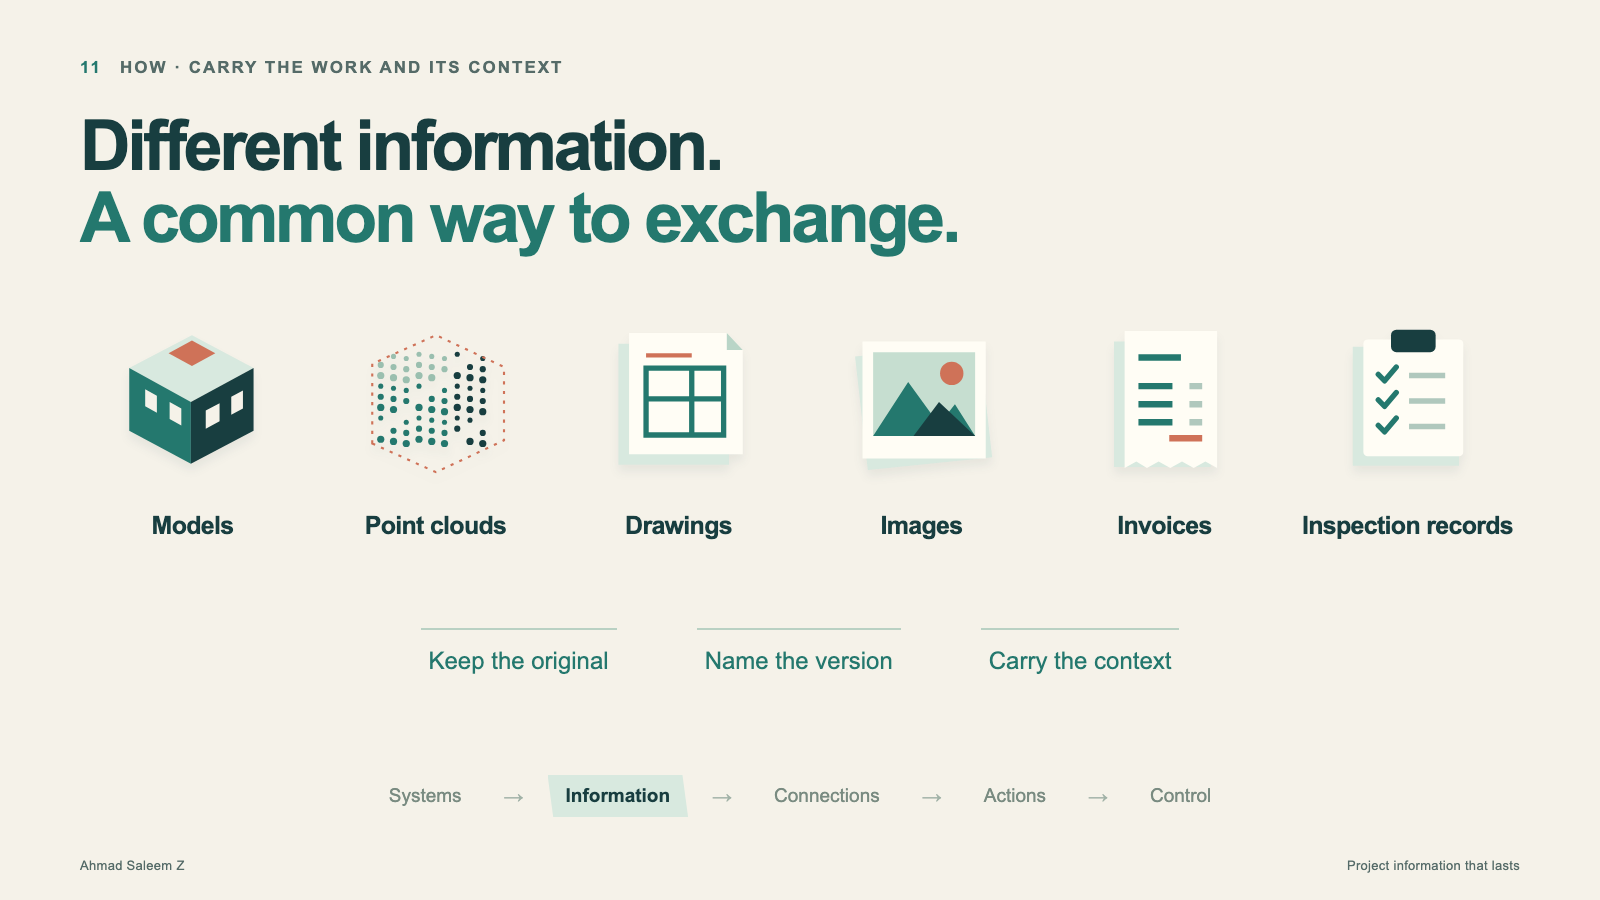 11 HOW · CARRY THE WORK AND ITS CONTEXT
Different information.
A common way to exchange.
Models
Point clouds
Drawings
Images
Invoices
Inspection records
Keep the original
Name the version
Carry the context
Systems → Information → Connections → Actions → Control
Ahmad Saleem Z
Project information that lasts